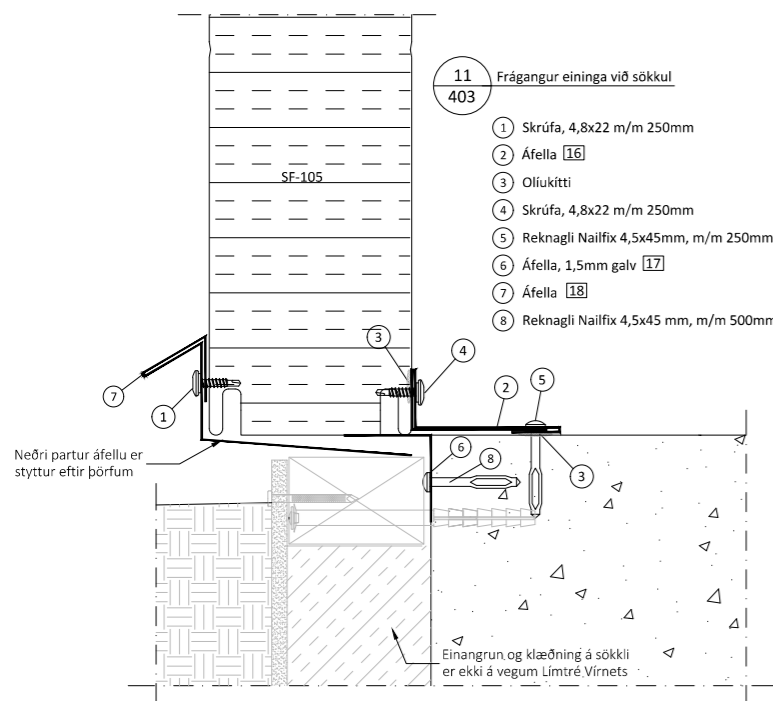 11
403
Frágangur eininga við sökkul
1 Skrúfa, 4,8x22 m/m 250mm
2 Áfella 16
3 Olíukítti
4 Skrúfa, 4,8x22 m/m 250mm
5 Reknagli Nailfix 4,5x45mm, m/m 250mm
6 Áfella, 1,5mm galv 17
7 Áfella 18
8 Reknagli Nailfix 4,5x45 mm, m/m 500mm
SF-105
3
4
7
1
2
5
6
8
3
Neðri partur áfellu er
styttur eftir þörfum
Einangrun og klæðning á sökkli
er ekki á vegum Límtré Vírnets